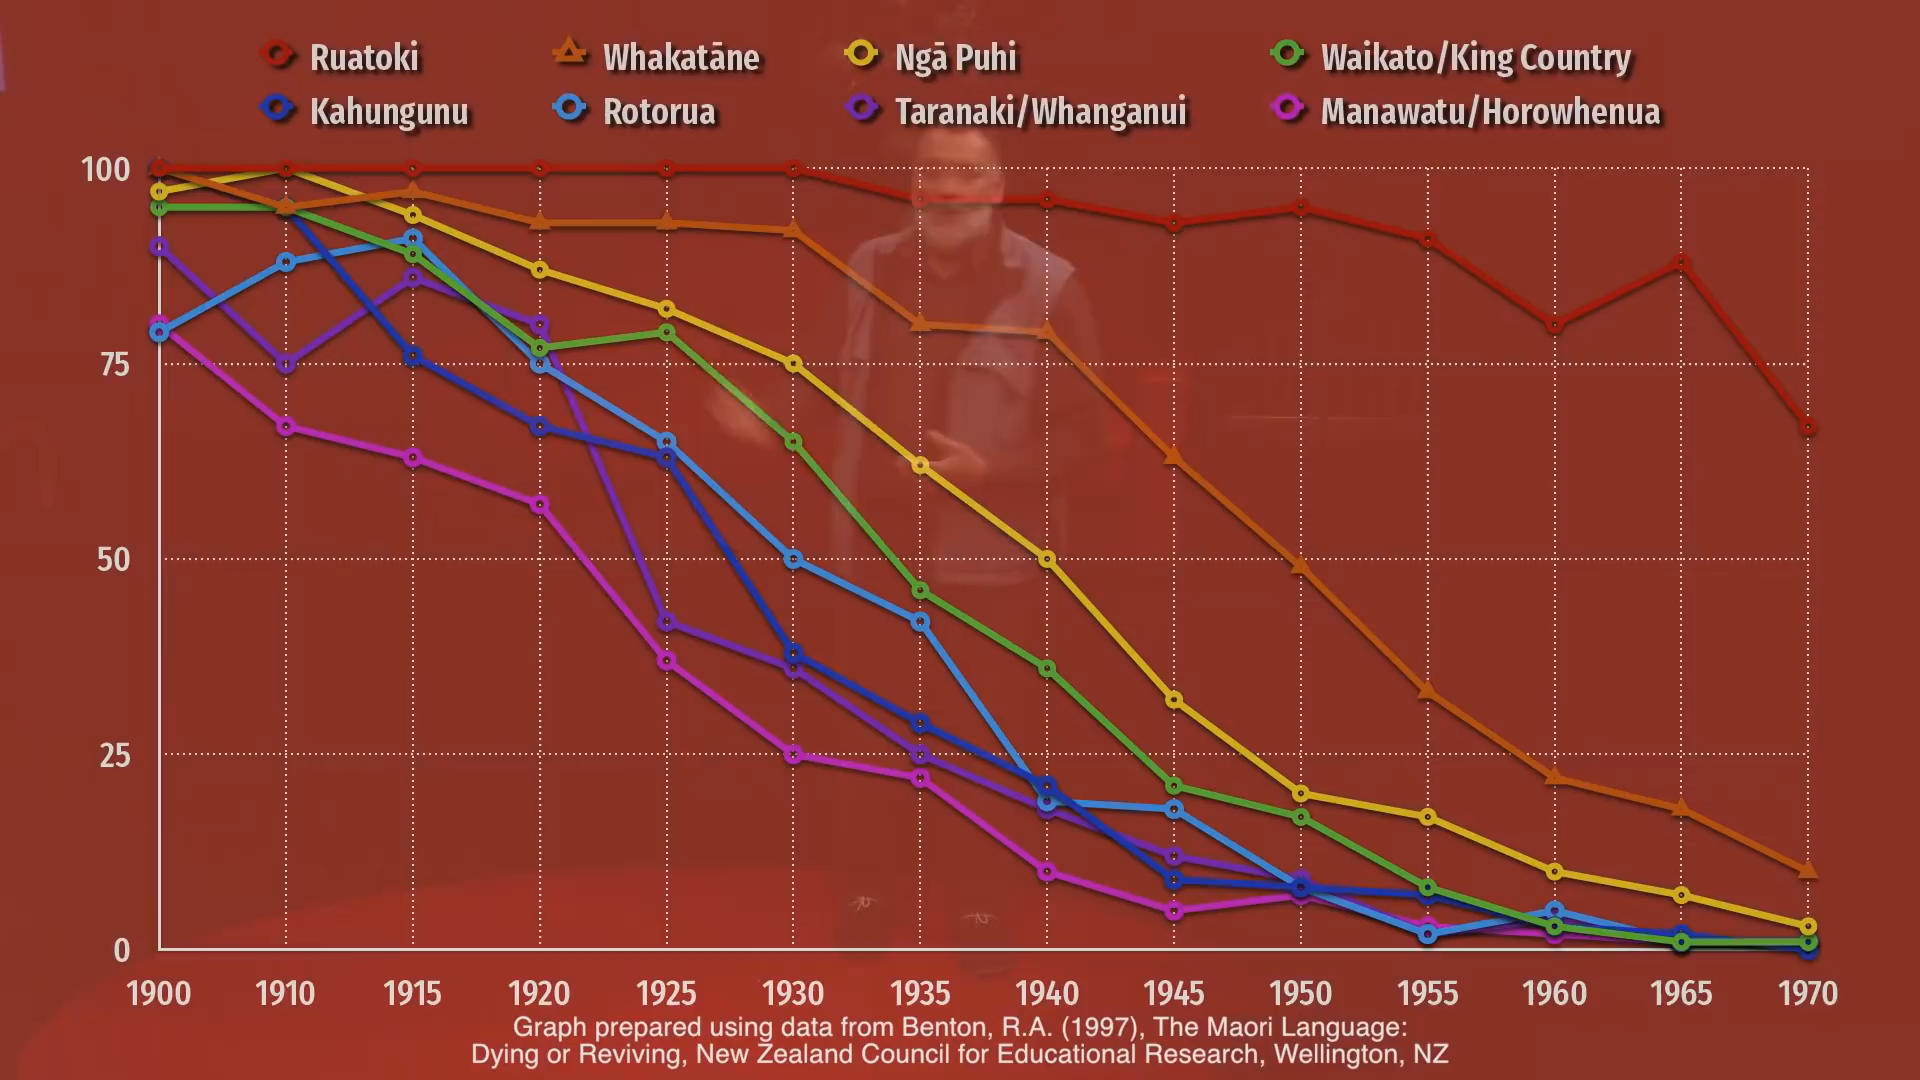 Ruatoki Whakatāne Ngā Puhi Waikato/King Country
Kahungunu Rotorua Taranaki/Whanganui Manawatu/Horowhenua
100
75
50
25
0
1900 1910 1915 1920 1925 1930 1935 1940 1945 1950 1955 1960 1965 1970
Graph prepared using data from Benton, R.A. (1997), The Maori Language:
Dying or Reviving, New Zealand Council for Educational Research, Wellington, NZ